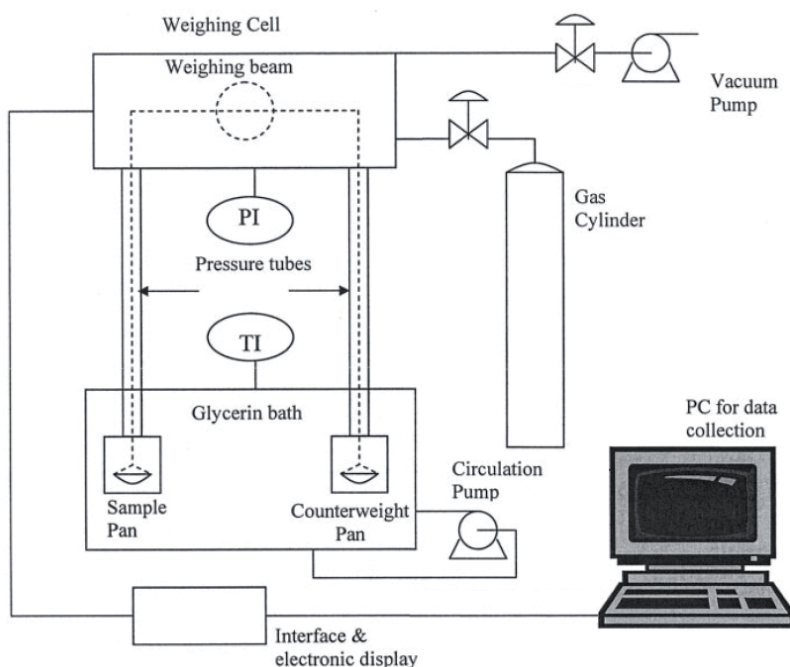 Weighing Cell
Weighing beam
Vacuum
Pump
Gas
Cylinder
PI
Pressure tubes
TI
Glycerin bath
PC for data
collection
Circulation
Pump
Sample
Pan
Counterweight
Pan
Interface &
electronic display